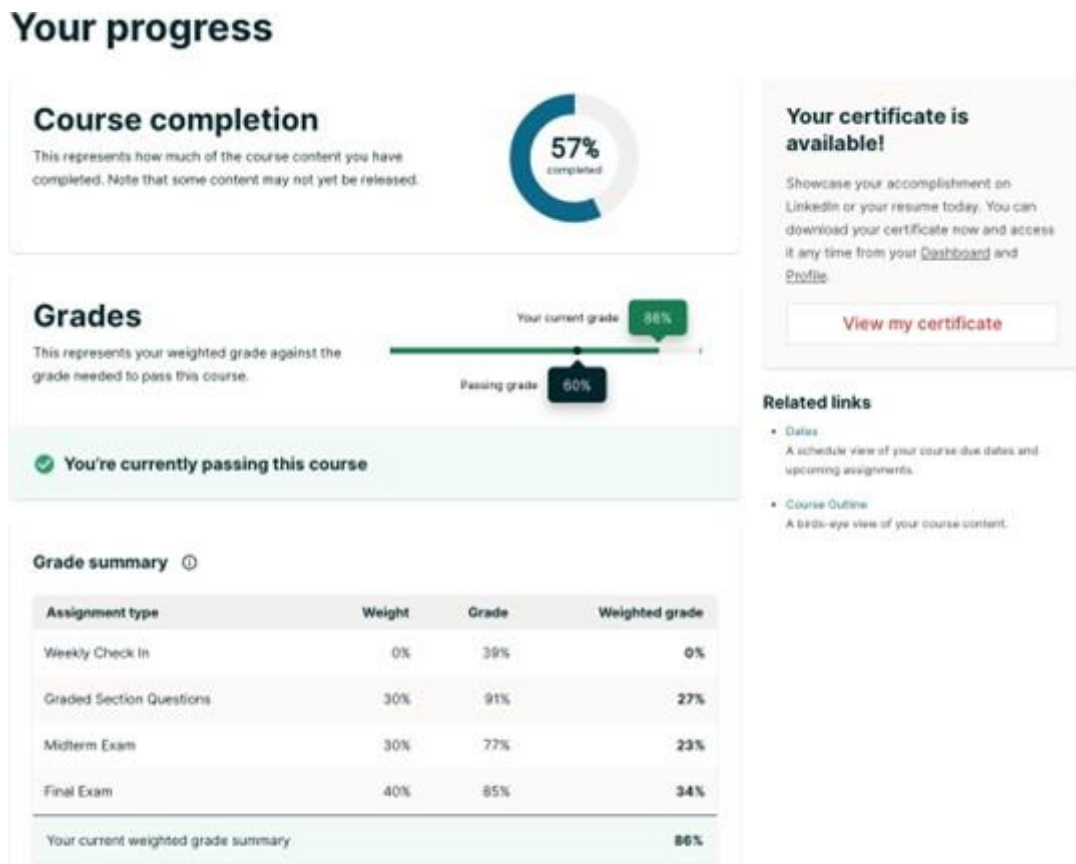 Your progress
Course completion
This represents how much of the course content you have
completed. Note that some content may not yet be released.
57%
completed
Grades
This represents your weighted grade against the
grade needed to pass this course.
Your current grade
86%
Passing grade
60%
You're currently passing this course
Grade summary
Assignment type Weight Grade Weighted grade
Weekly Check In 0% 39% 0%
Graded Section Questions 30% 91% 27%
Midterm Exam 30% 77% 23%
Final Exam 40% 85% 34%
Your current weighted grade summary 86%
Your certificate is
available!
Showcase your accomplishment on
LinkedIn or your resume today. You can
download your certificate now and access
it any time from your Dashboard and
Profile.
View my certificate
Related links
Dates
A schedule view of your course due dates and
upcoming assignments.
Course Outline
A birds-eye view of your course content.